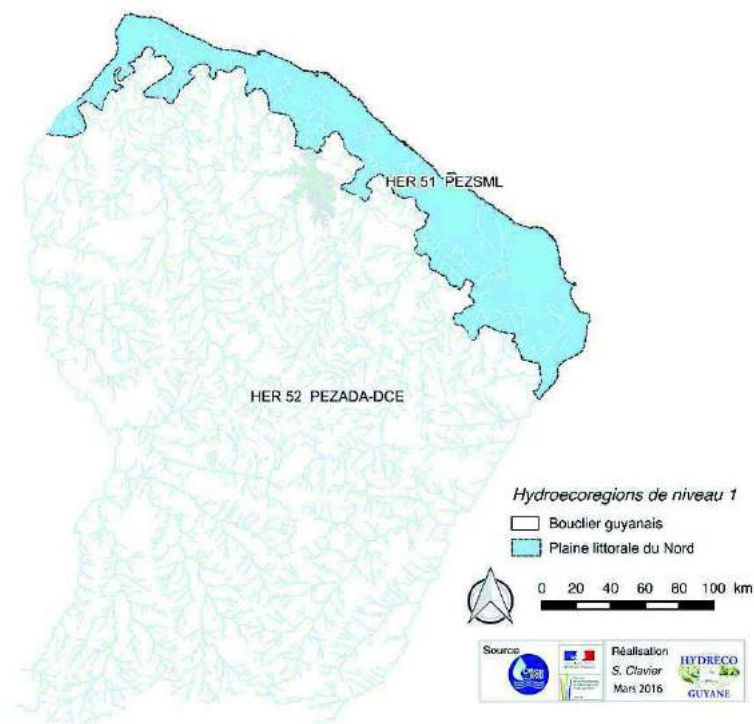 HER 51 PEZSML
HER 52 PEZADA-DCE
Hydroecoregions de niveau 1
Bouclier guyanais
Plaine littorale du Nord
0 20 40 60 80 100 km
Source
Réalisation
S. Clavier
Mars 2016
HYDRECO
GUYANE